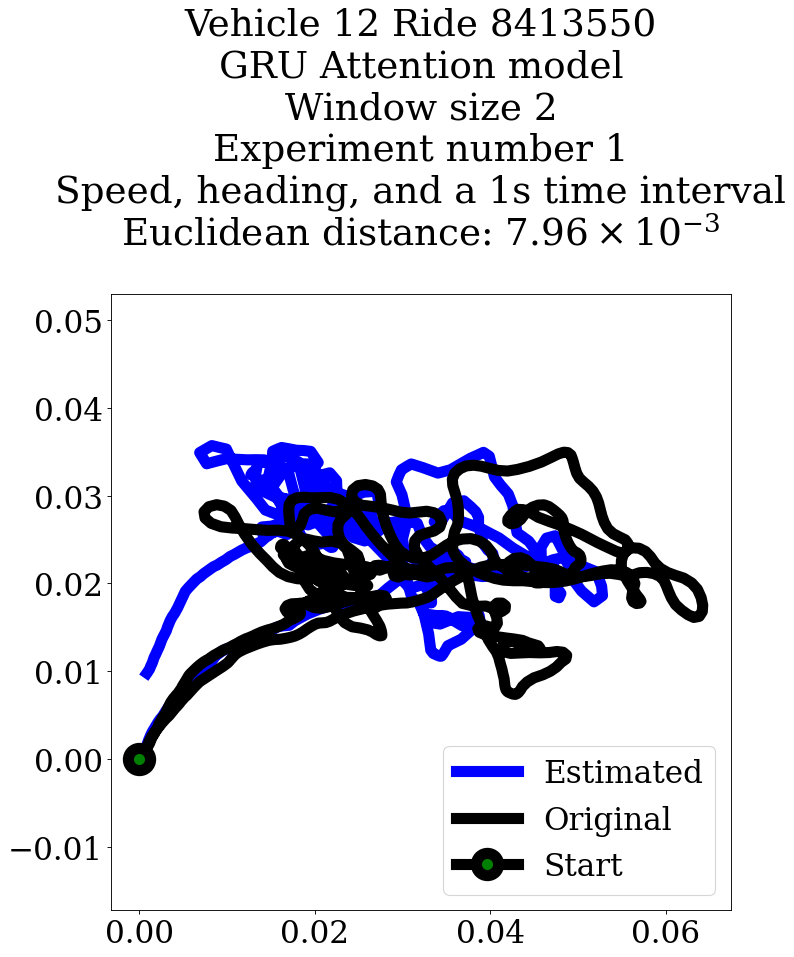 Vehicle 12 Ride 8413550
GRU Attention model
Window size 2
Experiment number 1
Speed, heading, and a 1s time interval
Euclidean distance: 7.96 × 10⁻³
0.05
0.04
0.03
0.02
0.01
0.00
−0.01
Estimated
Original
Start
0.00 0.02 0.04 0.06